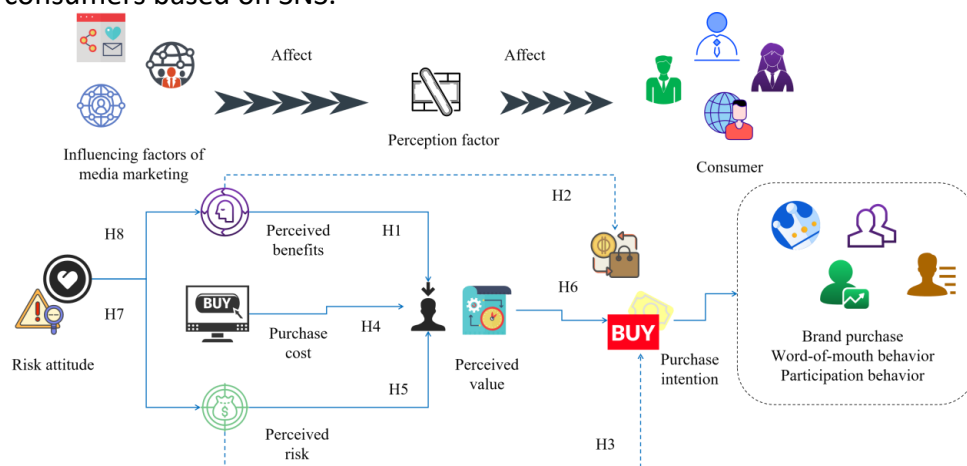 consumers based on SNS.
Affect
Affect
Perception factor
Influencing factors of
media marketing
Consumer
H2
H8
H1
Perceived
benefits
BUY
H7
H4
H6
Purchase
cost
BUY
Risk attitude
Perceived
value
Purchase
intention
Brand purchase
Word-of-mouth behavior
Participation behavior
H5
Perceived
risk
H3